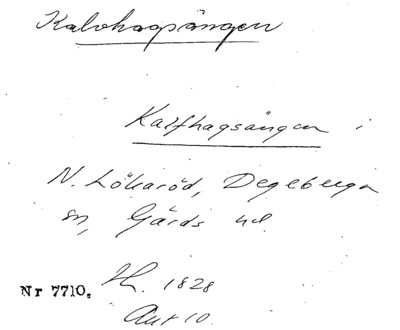 Kalvhagsängen
Kalfhagsängen i
N. Lökaröd, Degeberga
sn, Gärds hd.
Nr 7710. H. 1828
Akt 10